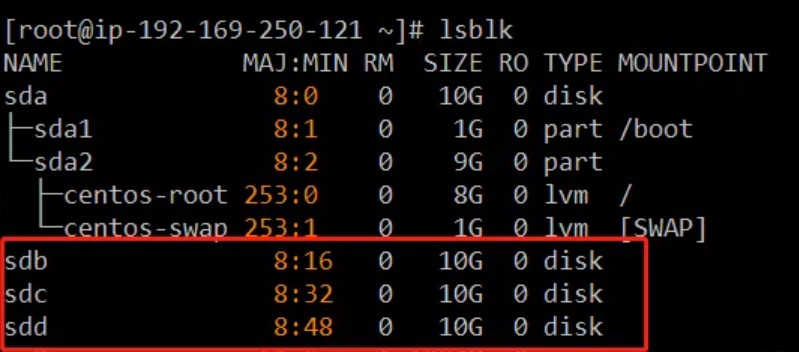 [root@ip-192-169-250-121 ~]# lsblk
NAME            MAJ:MIN RM  SIZE RO TYPE MOUNTPOINT
sda               8:0    0   10G  0 disk
├─sda1            8:1    0    1G  0 part /boot
└─sda2            8:2    0    9G  0 part
  ├─centos-root 253:0    0    8G  0 lvm  /
  └─centos-swap 253:1    0    1G  0 lvm  [SWAP]
sdb               8:16   0   10G  0 disk
sdc               8:32   0   10G  0 disk
sdd               8:48   0   10G  0 disk